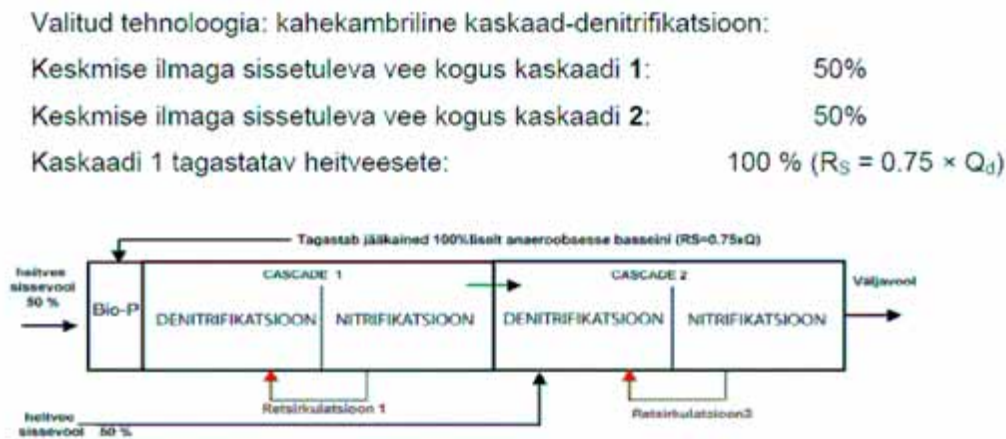 Valitud tehnoloogia: kahekambriline kaskaad-denitrifikatsioon:
Keskmise ilmaga sissetuleva vee kogus kaskaadi 1: 50%
Keskmise ilmaga sissetuleva vee kogus kaskaadi 2: 50%
Kaskaadi 1 tagastatav heitveesete: 100 % (RS = 0.75 × Qd)
Tagastab jääkained 100%liselt anaeroobsesse basseini (RS=0.75xQ)
heitvee
sissevool
50 %
Bio-P
CASCADE 1
DENITRIFIKATSIOON
NITRIFIKATSIOON
CASCADE 2
DENITRIFIKATSIOON
NITRIFIKATSIOON
Väljavool
Retsirkulatsioon 1
Retsirkulatsioon3
heitvee
sissevool 50 %